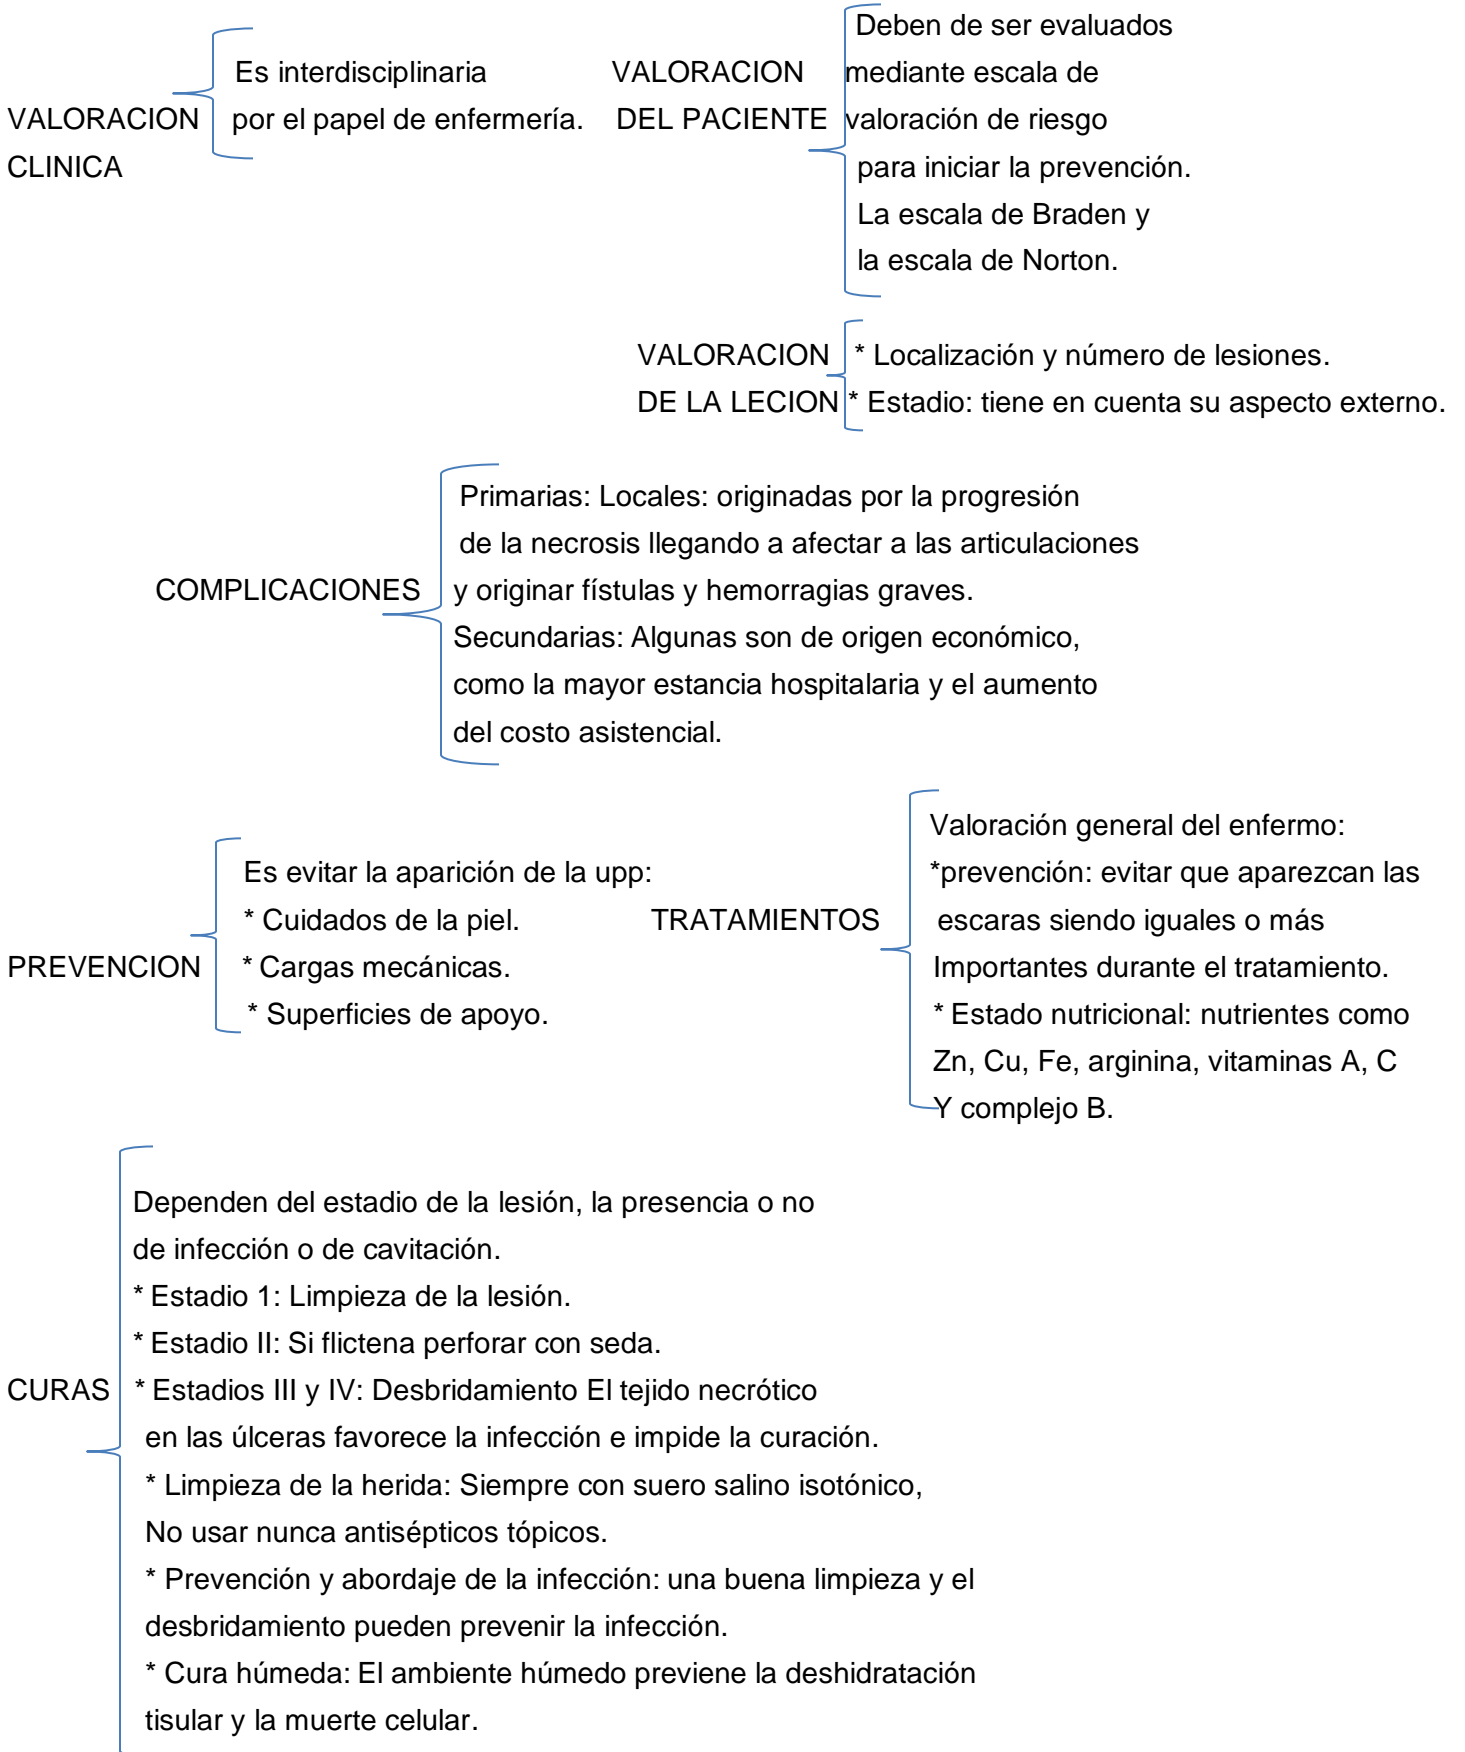 VALORACION
CLINICA
Es interdisciplinaria
por el papel de enfermería.
VALORACION
DEL PACIENTE
Deben de ser evaluados
mediante escala de
valoración de riesgo
para iniciar la prevención.
La escala de Braden y
la escala de Norton.
VALORACION
DE LA LECION
* Localización y número de lesiones.
* Estadio: tiene en cuenta su aspecto externo.
COMPLICACIONES
Primarias: Locales: originadas por la progresión
de la necrosis llegando a afectar a las articulaciones
y originar fístulas y hemorragias graves.
Secundarias: Algunas son de origen económico,
como la mayor estancia hospitalaria y el aumento
del costo asistencial.
PREVENCION
Es evitar la aparición de la upp:
* Cuidados de la piel.
* Cargas mecánicas.
* Superficies de apoyo.
TRATAMIENTOS
Valoración general del enfermo:
*prevención: evitar que aparezcan las
escaras siendo iguales o más
Importantes durante el tratamiento.
* Estado nutricional: nutrientes como
Zn, Cu, Fe, arginina, vitaminas A, C
Y complejo B.
CURAS
Dependen del estadio de la lesión, la presencia o no
de infección o de cavitación.
* Estadio 1: Limpieza de la lesión.
* Estadio II: Si flictena perforar con seda.
* Estadios III y IV: Desbridamiento El tejido necrótico
en las úlceras favorece la infección e impide la curación.
* Limpieza de la herida: Siempre con suero salino isotónico,
No usar nunca antisépticos tópicos.
* Prevención y abordaje de la infección: una buena limpieza y el
desbridamiento pueden prevenir la infección.
* Cura húmeda: El ambiente húmedo previene la deshidratación
tisular y la muerte celular.